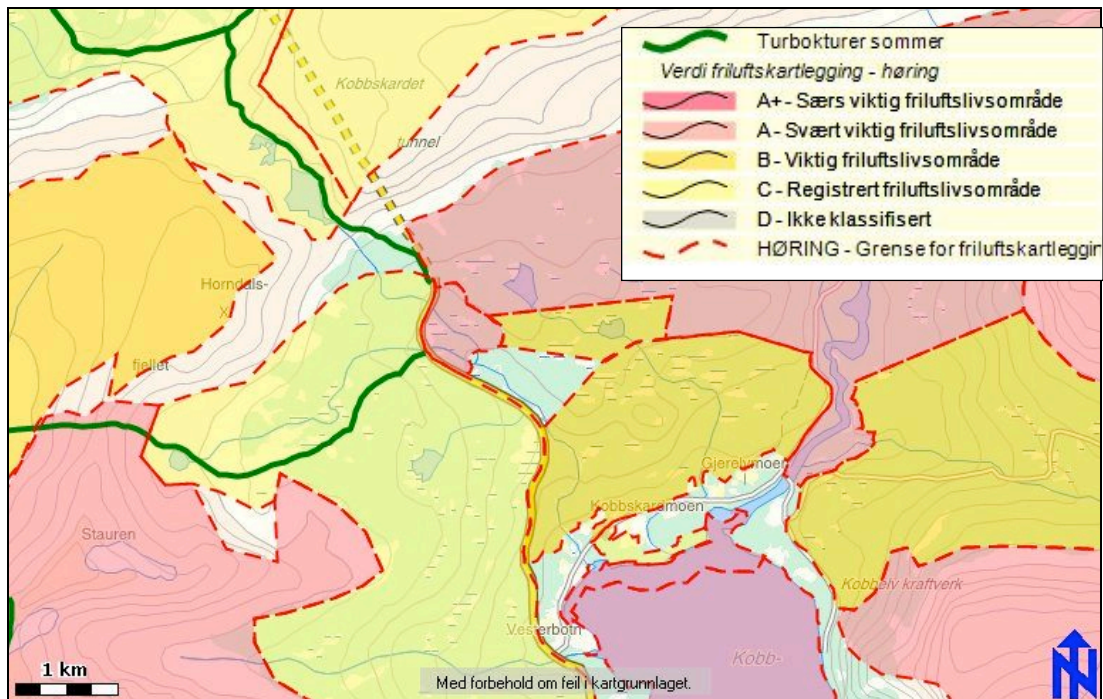 Turbokturer sommer
Verdi friluftskartlegging - høring
A+ - Særs viktig friluftslivsområde
A - Svært viktig friluftslivsområde
B - Viktig friluftslivsområde
C - Registrert friluftslivsområde
D - Ikke klassifisert
HØRING - Grense for friluftskartleggin
Kobbskardet
tunnel
Horndals-
fjellet
Gjerelvmoen
Kobbskardmoen
Stauren
Kobbelv kraftverk
Vesterbotn
Kobb-
1 km
Med forbehold om feil i kartgrunnlaget.
N